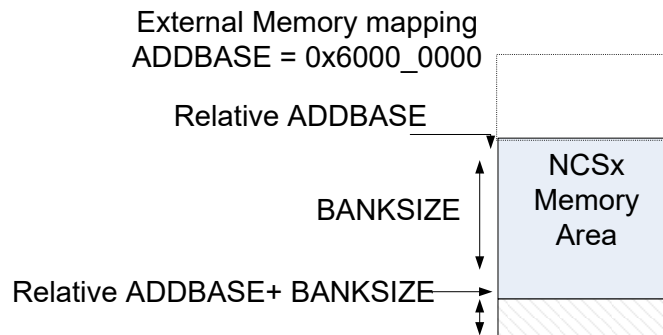 External Memory mapping
ADDBASE = 0x6000_0000
Relative ADDBASE
NCSx
Memory
Area
BANKSIZE
Relative ADDBASE+ BANKSIZE